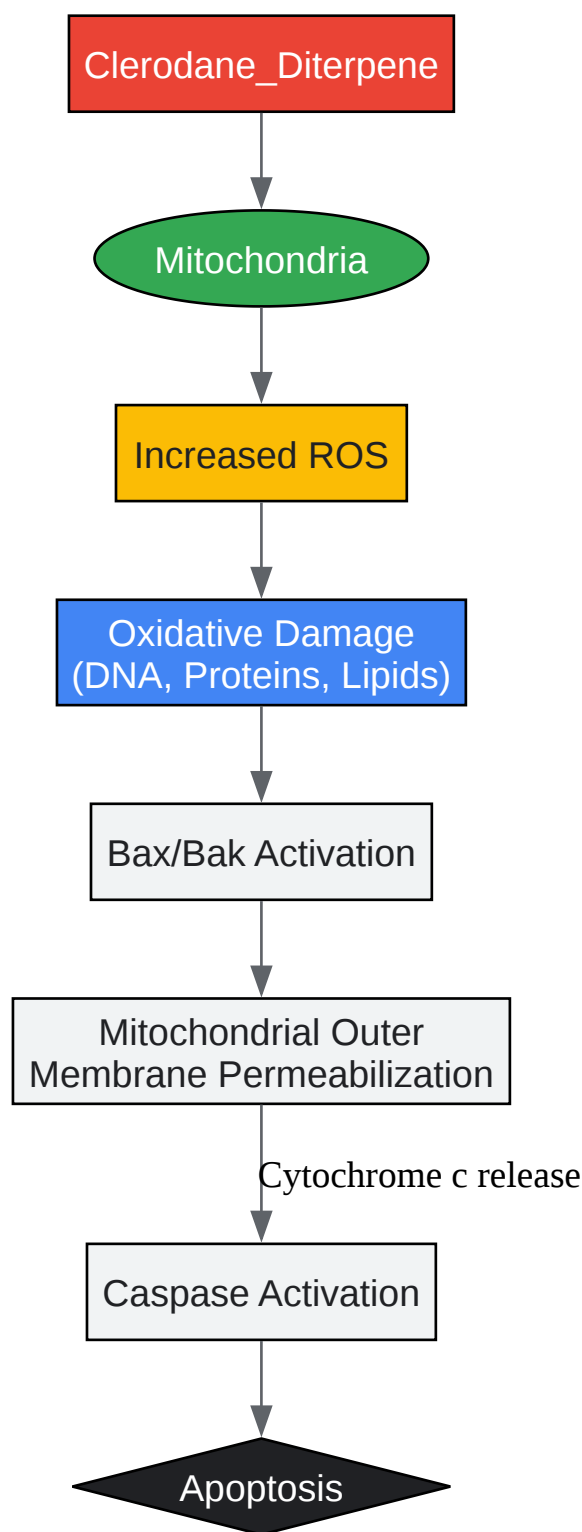 Clerodane_Diterpene
Mitochondria
Increased ROS
Oxidative Damage
(DNA, Proteins, Lipids)
Bax/Bak Activation
Mitochondrial Outer
Membrane Permeabilization
Cytochrome c release
Caspase Activation
Apoptosis